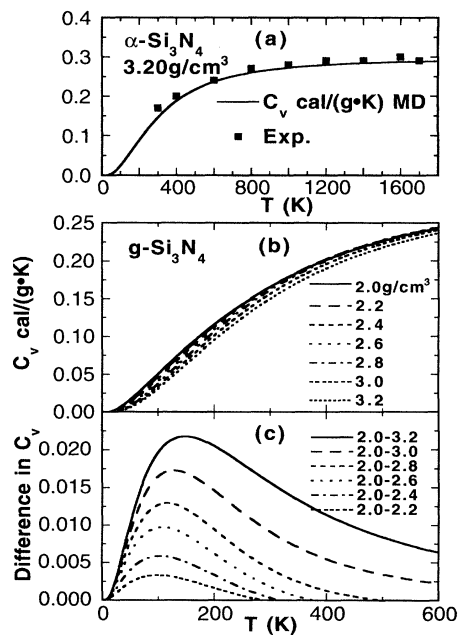 0.4
α-Si3N4 (a)
3.20g/cm3
0.3
0.2
Cv cal/(g•K) MD
0.1
Exp.
0.0
400 800 1200 1600
T (K)
0.25
g-Si3N4 (b)
0.20
2.0g/cm3
0.15
2.2
2.4
0.10
2.6
2.8
0.05
3.0
3.2
0.00
Cv cal/(g•K)
(c)
0.020
2.0-3.2
2.0-3.0
0.015
2.0-2.8
2.0-2.6
0.010
2.0-2.4
2.0-2.2
0.005
0.000
Difference in Cv
0 200 400 600
T (K)